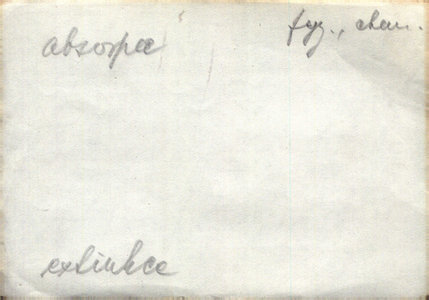 fyz., chem.
absorpce
extinkce